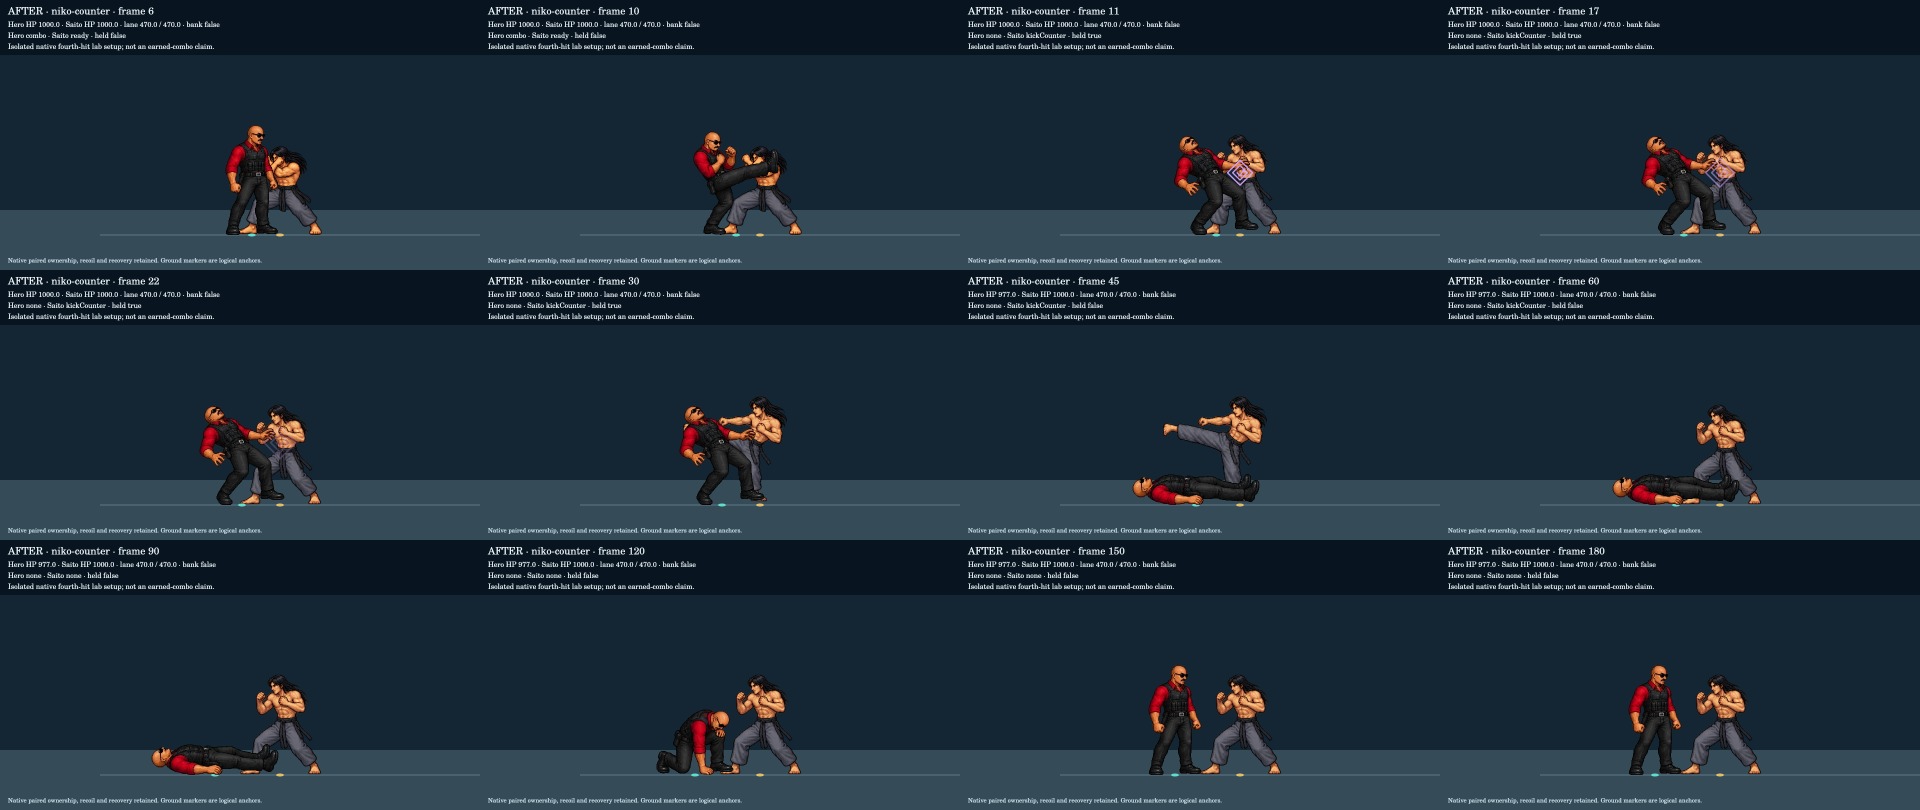 AFTER · niko-counter · frame 6
Hero HP 1000.0 · Saito HP 1000.0 · lane 470.0 / 470.0 · bank false
Hero combo · Saito ready · held false
Isolated native fourth-hit lab setup; not an earned-combo claim.
Native paired ownership, recoil and recovery retained. Ground markers are logical anchors.
AFTER · niko-counter · frame 10
Hero HP 1000.0 · Saito HP 1000.0 · lane 470.0 / 470.0 · bank false
Hero combo · Saito ready · held false
Isolated native fourth-hit lab setup; not an earned-combo claim.
Native paired ownership, recoil and recovery retained. Ground markers are logical anchors.
AFTER · niko-counter · frame 11
Hero HP 1000.0 · Saito HP 1000.0 · lane 470.0 / 470.0 · bank false
Hero none · Saito kickCounter · held true
Isolated native fourth-hit lab setup; not an earned-combo claim.
Native paired ownership, recoil and recovery retained. Ground markers are logical anchors.
AFTER · niko-counter · frame 17
Hero HP 1000.0 · Saito HP 1000.0 · lane 470.0 / 470.0 · bank false
Hero none · Saito kickCounter · held true
Isolated native fourth-hit lab setup; not an earned-combo claim.
Native paired ownership, recoil and recovery retained. Ground markers are logical anchors.
AFTER · niko-counter · frame 22
Hero HP 1000.0 · Saito HP 1000.0 · lane 470.0 / 470.0 · bank false
Hero none · Saito kickCounter · held true
Isolated native fourth-hit lab setup; not an earned-combo claim.
Native paired ownership, recoil and recovery retained. Ground markers are logical anchors.
AFTER · niko-counter · frame 30
Hero HP 1000.0 · Saito HP 1000.0 · lane 470.0 / 470.0 · bank false
Hero none · Saito kickCounter · held true
Isolated native fourth-hit lab setup; not an earned-combo claim.
Native paired ownership, recoil and recovery retained. Ground markers are logical anchors.
AFTER · niko-counter · frame 45
Hero HP 977.0 · Saito HP 1000.0 · lane 470.0 / 470.0 · bank false
Hero none · Saito kickCounter · held false
Isolated native fourth-hit lab setup; not an earned-combo claim.
Native paired ownership, recoil and recovery retained. Ground markers are logical anchors.
AFTER · niko-counter · frame 60
Hero HP 977.0 · Saito HP 1000.0 · lane 470.0 / 470.0 · bank false
Hero none · Saito kickCounter · held false
Isolated native fourth-hit lab setup; not an earned-combo claim.
Native paired ownership, recoil and recovery retained. Ground markers are logical anchors.
AFTER · niko-counter · frame 90
Hero HP 977.0 · Saito HP 1000.0 · lane 470.0 / 470.0 · bank false
Hero none · Saito none · held false
Isolated native fourth-hit lab setup; not an earned-combo claim.
Native paired ownership, recoil and recovery retained. Ground markers are logical anchors.
AFTER · niko-counter · frame 120
Hero HP 977.0 · Saito HP 1000.0 · lane 470.0 / 470.0 · bank false
Hero none · Saito none · held false
Isolated native fourth-hit lab setup; not an earned-combo claim.
Native paired ownership, recoil and recovery retained. Ground markers are logical anchors.
AFTER · niko-counter · frame 150
Hero HP 977.0 · Saito HP 1000.0 · lane 470.0 / 470.0 · bank false
Hero none · Saito none · held false
Isolated native fourth-hit lab setup; not an earned-combo claim.
Native paired ownership, recoil and recovery retained. Ground markers are logical anchors.
AFTER · niko-counter · frame 180
Hero HP 977.0 · Saito HP 1000.0 · lane 470.0 / 470.0 · bank false
Hero none · Saito none · held false
Isolated native fourth-hit lab setup; not an earned-combo claim.
Native paired ownership, recoil and recovery retained. Ground markers are logical anchors.